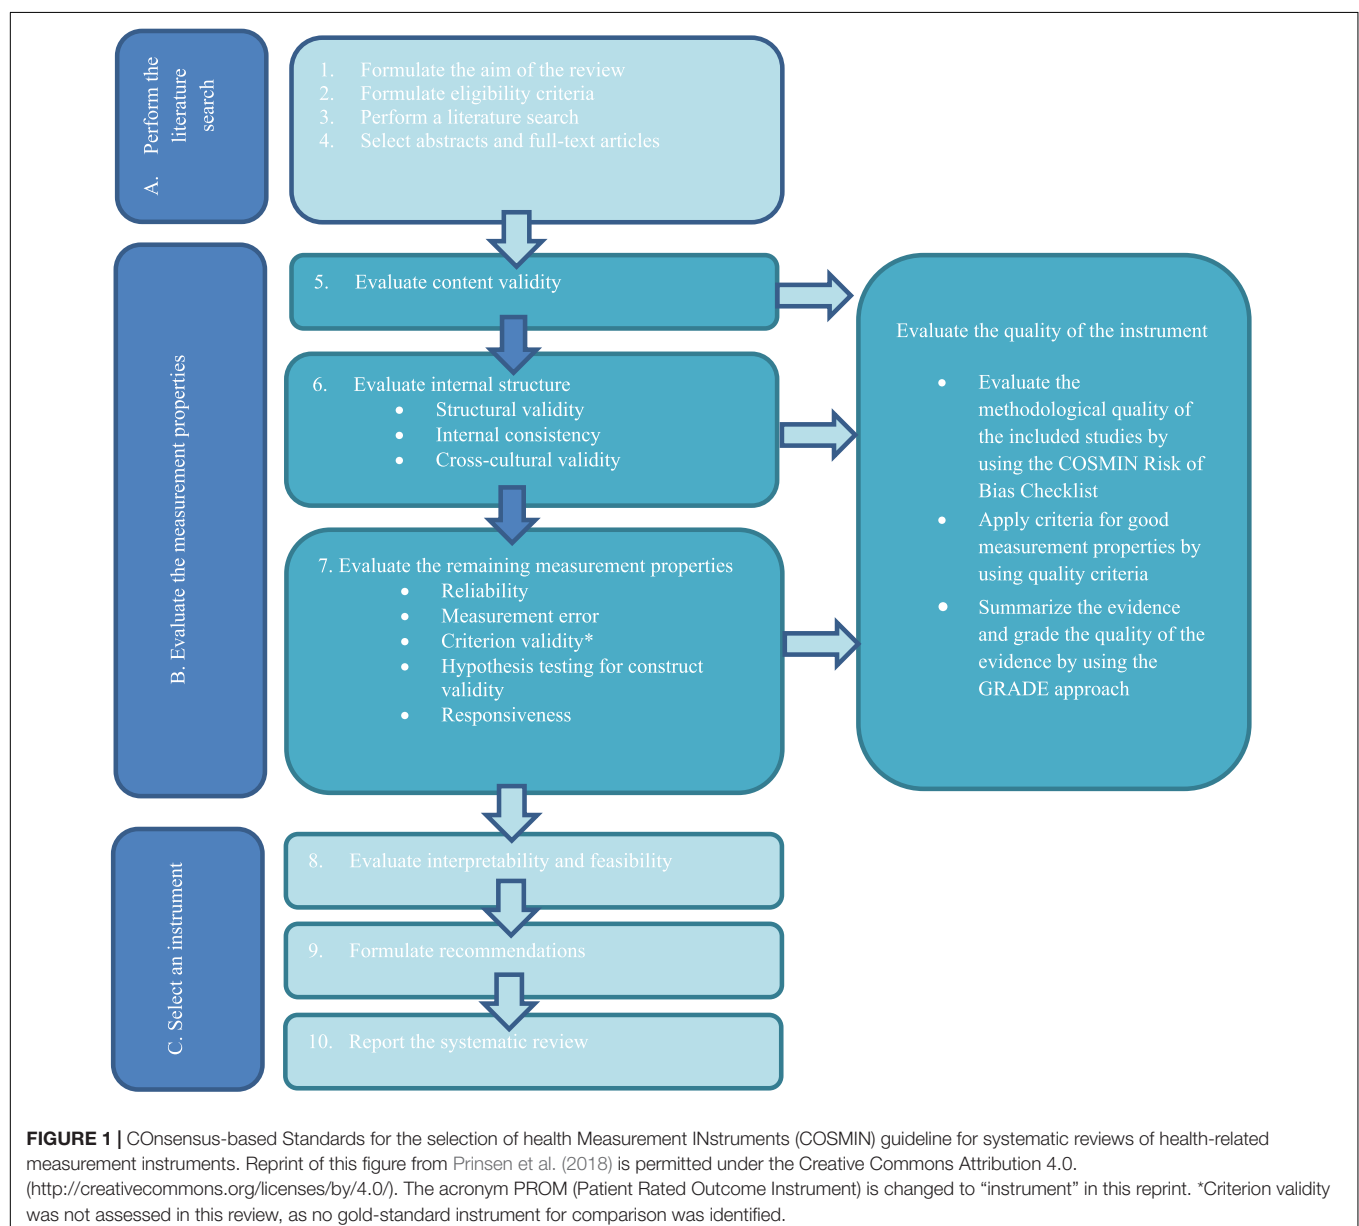 A. Perform the
literature
search
1. Formulate the aim of the review
2. Formulate eligibility criteria
3. Perform a literature search
4. Select abstracts and full-text articles
B. Evaluate the measurement properties
5. Evaluate content validity
6. Evaluate internal structure
• Structural validity
• Internal consistency
• Cross-cultural validity
7. Evaluate the remaining measurement properties
• Reliability
• Measurement error
• Criterion validity*
• Hypothesis testing for construct
validity
• Responsiveness
Evaluate the quality of the instrument
• Evaluate the
methodological quality of
the included studies by
using the COSMIN Risk of
Bias Checklist
• Apply criteria for good
measurement properties by
using quality criteria
• Summarize the evidence
and grade the quality of the
evidence by using the
GRADE approach
C. Select an instrument
8. Evaluate interpretability and feasibility
9. Formulate recommendations
10. Report the systematic review
FIGURE 1 | COnsensus-based Standards for the selection of health Measurement INstruments (COSMIN) guideline for systematic reviews of health-related
measurement instruments. Reprint of this figure from Prinsen et al. (2018) is permitted under the Creative Commons Attribution 4.0.
(http://creativecommons.org/licenses/by/4.0/). The acronym PROM (Patient Rated Outcome Instrument) is changed to “instrument” in this reprint. *Criterion validity
was not assessed in this review, as no gold-standard instrument for comparison was identified.